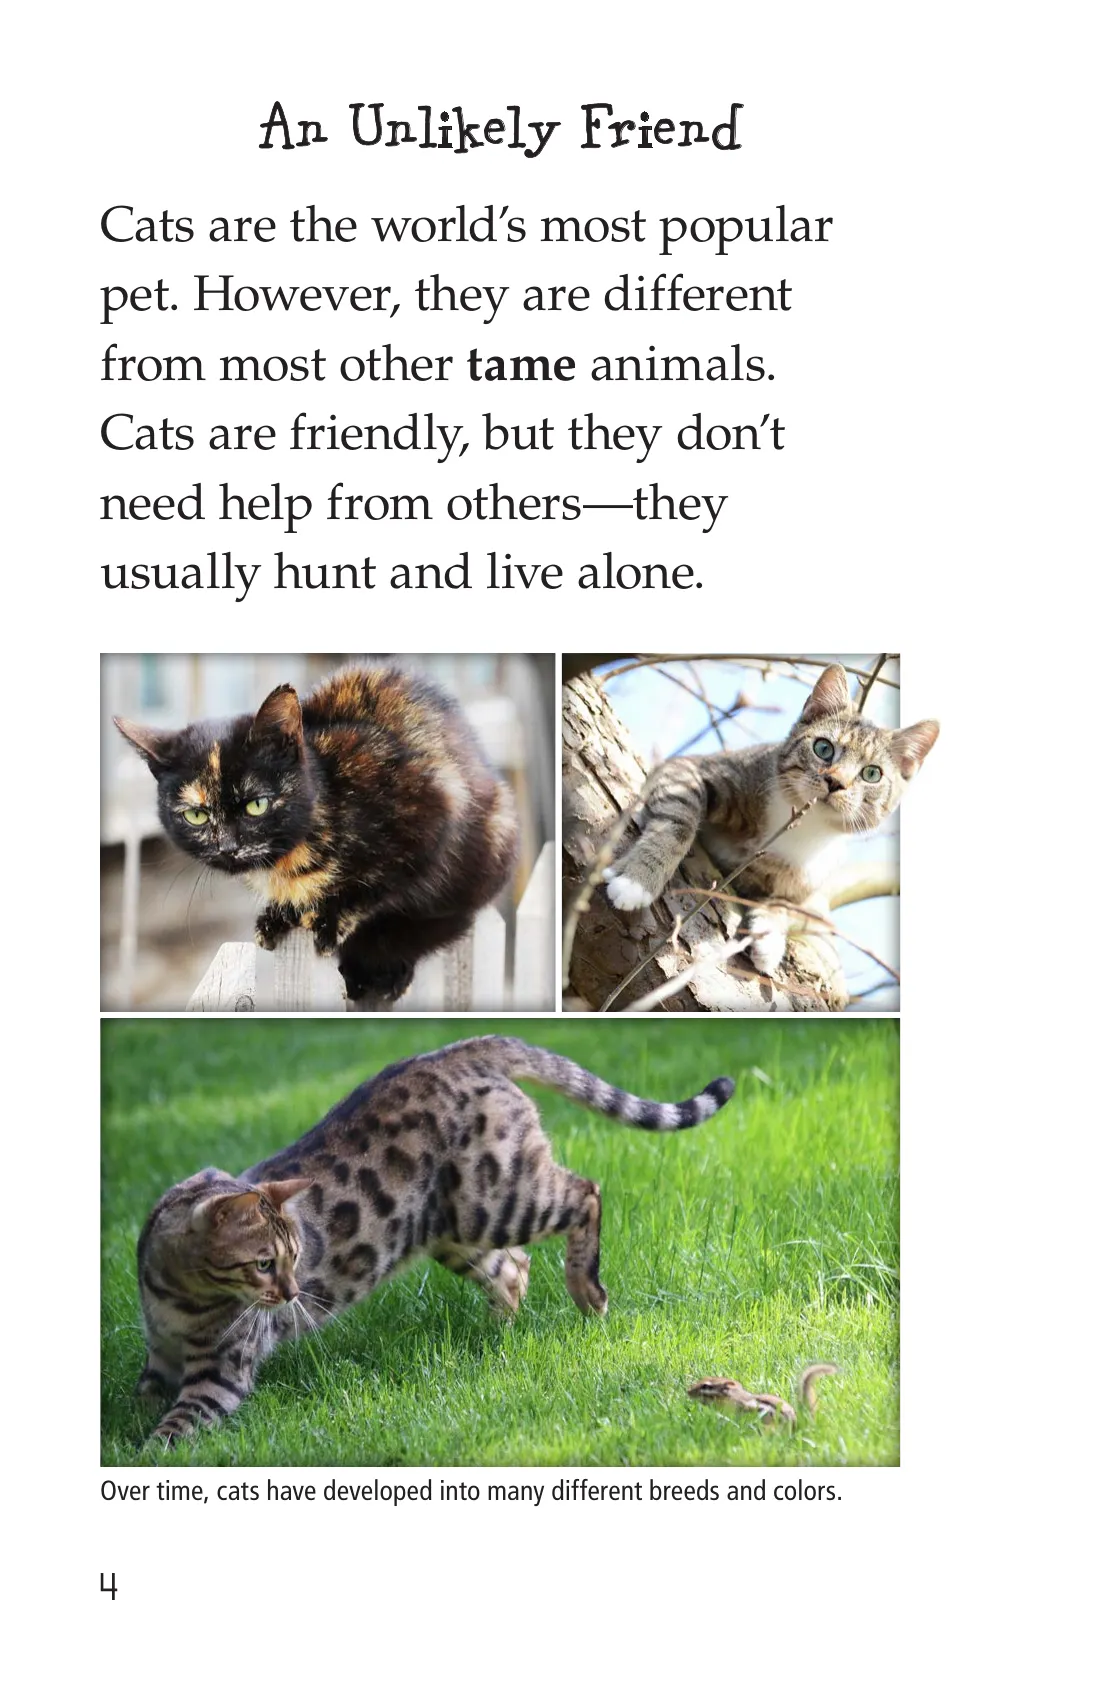 An Unlikely Friend
Cats are the world’s most popular
pet. However, they are different
from most other tame animals.
Cats are friendly, but they don’t
need help from others—they
usually hunt and live alone.
Over time, cats have developed into many different breeds and colors.
4